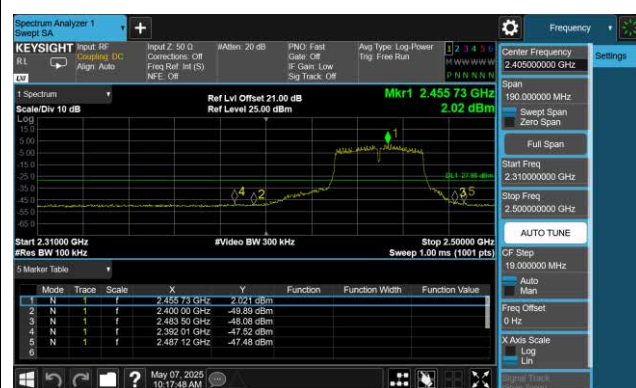 Spectrum Analyzer 1
Swept SA
Frequency
KEYSIGHT
RL
Input: RF
Coupling: DC
Align: Auto
Input Z: 50 Ω
Corrections: Off
Freq Ref: Int (S)
NFE: Off
#Atten: 20 dB
PNO: Fast
Gate: Off
IF Gain: Low
Sig Track: Off
Avg Type: Log-Power
Trig: Free Run
1 2 3 4 5 6
M W W W W W
P N N N N N
LXI
1 Spectrum
Scale/Div 10 dB
Ref Lvl Offset 21.00 dB
Ref Level 25.00 dBm
Mkr1 2.455 73 GHz
2.02 dBm
Log
15.0
5.00
-5.00
-15.0
-25.0
-35.0
-45.0
-55.0
-65.0
1
4
2
3
5
Start 2.31000 GHz
#Res BW 100 kHz
#Video BW 300 kHz
Stop 2.50000 GHz
Sweep 1.00 ms (1001 pts)
5 Marker Table
Mode Trace Scale X Y Function Function Width Function Value
1 N 1 f 2.455 73 GHz 2.021 dBm
2 N 1 f 2.400 00 GHz -49.89 dBm
3 N 1 f 2.483 50 GHz -48.08 dBm
4 N 1 f 2.392 01 GHz -47.52 dBm
5 N 1 f 2.487 12 GHz -47.48 dBm
6
May 07, 2025
10:17:48 AM
Center Frequency
2.405000000 GHz
Settings
Span
190.000000 MHz
Swept Span
Zero Span
Full Span
Start Freq
2.310000000 GHz
Stop Freq
2.500000000 GHz
AUTO TUNE
CF Step
19.000000 MHz
Auto
Man
Freq Offset
0 Hz
X Axis Scale
Log
Lin
Signal Track